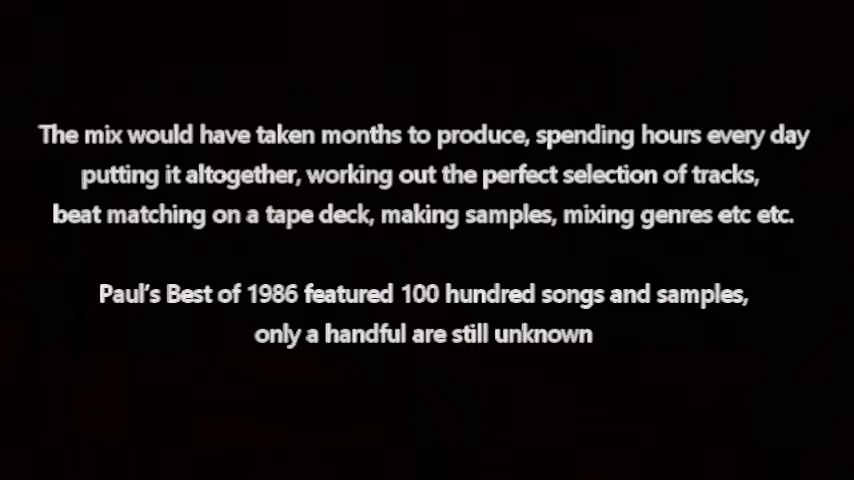 The mix would have taken months to produce, spending hours every day
putting it altogether, working out the perfect selection of tracks,
beat matching on a tape deck, making samples, mixing genres etc etc.
Paul's Best of 1986 featured 100 hundred songs and samples,
only a handful are still unknown